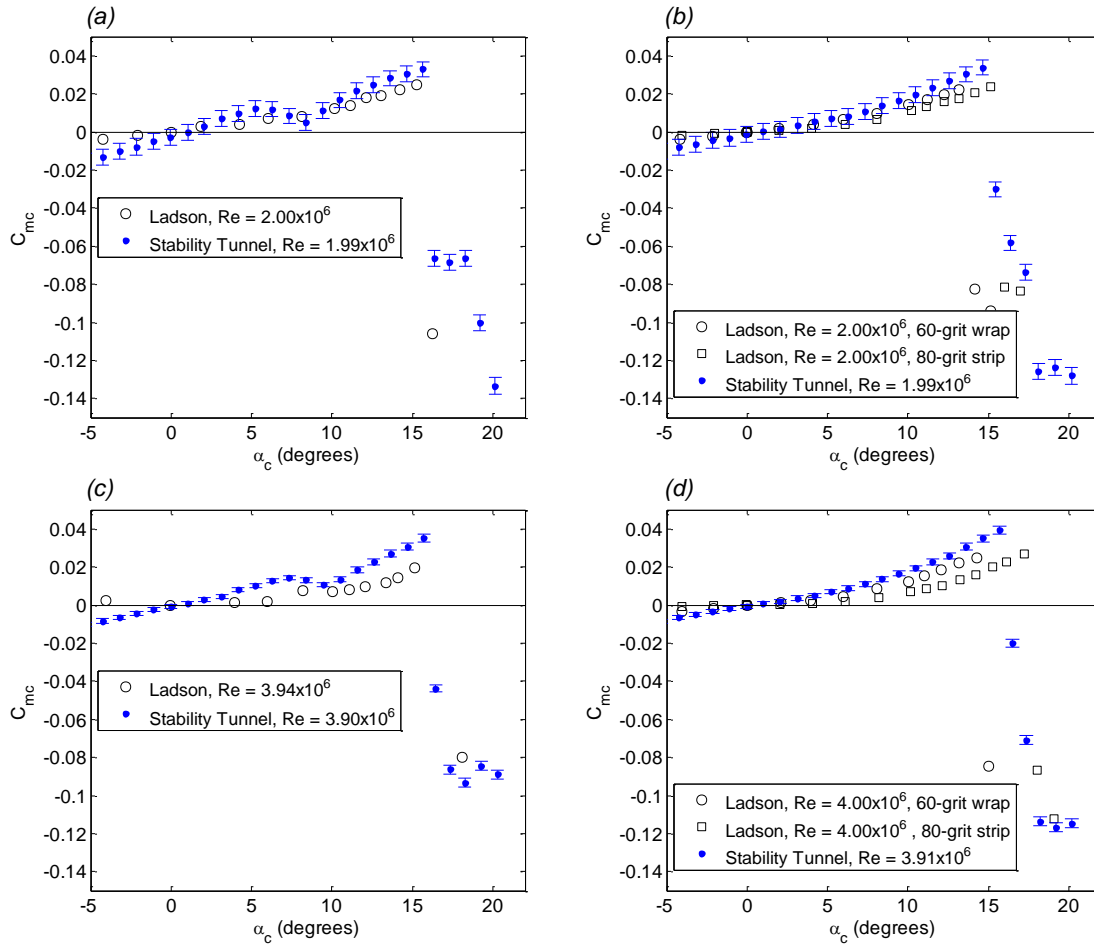 (a)
0.04
0.02
0
-0.02
-0.04
-0.06
-0.08
-0.1
-0.12
-0.14
C_mc
Ladson, Re = 2.00x10^6
Stability Tunnel, Re = 1.99x10^6
-5 0 5 10 15 20
α_c (degrees)
(b)
0.04
0.02
0
-0.02
-0.04
-0.06
-0.08
-0.1
-0.12
-0.14
C_mc
Ladson, Re = 2.00x10^6, 60-grit wrap
Ladson, Re = 2.00x10^6, 80-grit strip
Stability Tunnel, Re = 1.99x10^6
-5 0 5 10 15 20
α_c (degrees)
(c)
0.04
0.02
0
-0.02
-0.04
-0.06
-0.08
-0.1
-0.12
-0.14
C_mc
Ladson, Re = 3.94x10^6
Stability Tunnel, Re = 3.90x10^6
-5 0 5 10 15 20
α_c (degrees)
(d)
0.04
0.02
0
-0.02
-0.04
-0.06
-0.08
-0.1
-0.12
-0.14
C_mc
Ladson, Re = 4.00x10^6, 60-grit wrap
Ladson, Re = 4.00x10^6 , 80-grit strip
Stability Tunnel, Re = 3.91x10^6
-5 0 5 10 15 20
α_c (degrees)